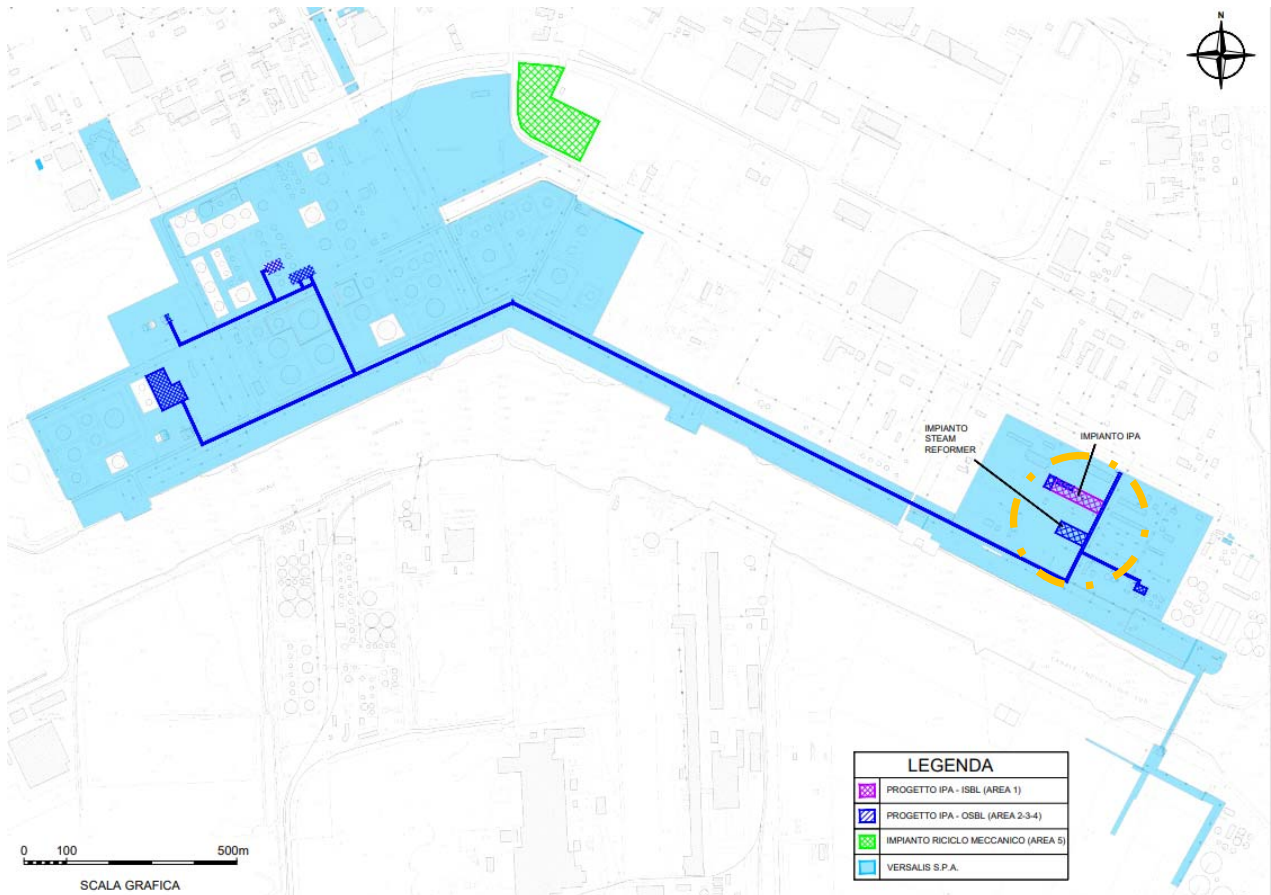 N
IMPIANTO
STEAM
REFORMER
IMPIANTO IPA
LEGENDA
PROGETTO IPA - ISBL (AREA 1)
PROGETTO IPA - OSBL (AREA 2-3-4)
IMPIANTO RICICLO MECCANICO (AREA 5)
VERSALIS S.P.A.
0 100 500m
SCALA GRAFICA